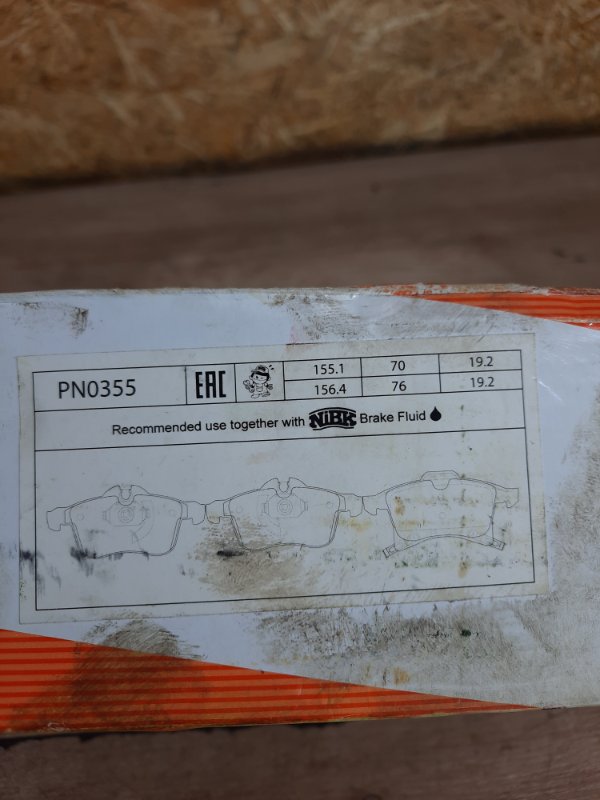 PN0355 EAC 155.1 70 19.2
156.4 76 19.2
Recommended use together with NiBK Brake Fluid